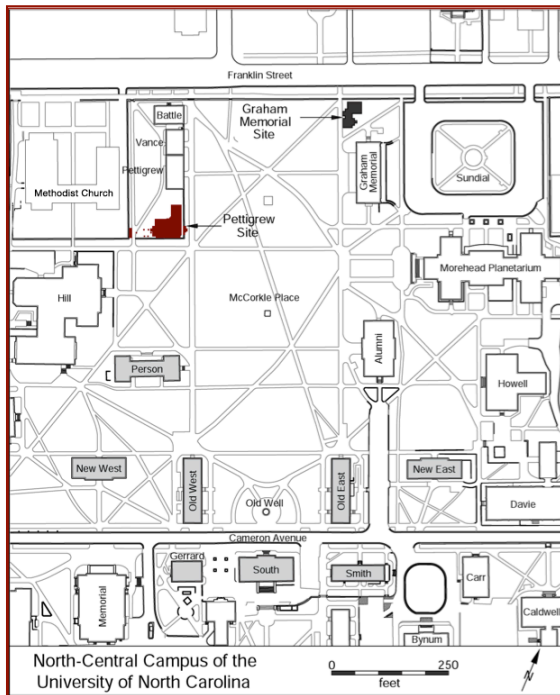 Franklin Street
Battle
Graham
Memorial
Site
Vance
Pettigrew
Graham
Memorial
Sundial
Methodist Church
Pettigrew
Site
Morehead Planetarium
Hill
McCorkle Place
Alumni
Person
Howell
New West
Old West
Old Well
Old East
New East
Davie
Cameron Avenue
Gerrard
South
Smith
Carr
Memorial
Caldwell
Bynum
North-Central Campus of the
University of North Carolina
0 250
feet
N